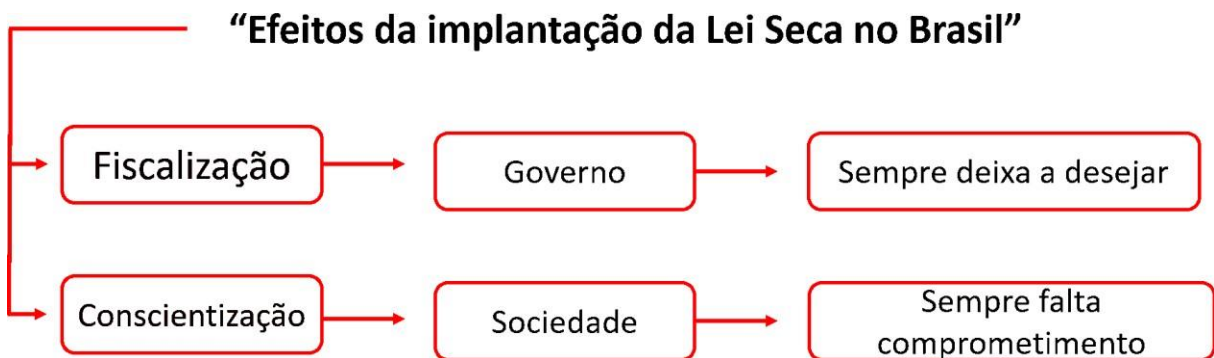 “Efeitos da implantação da Lei Seca no Brasil”
Fiscalização
Governo
Sempre deixa a desejar
Conscientização
Sociedade
Sempre falta
comprometimento